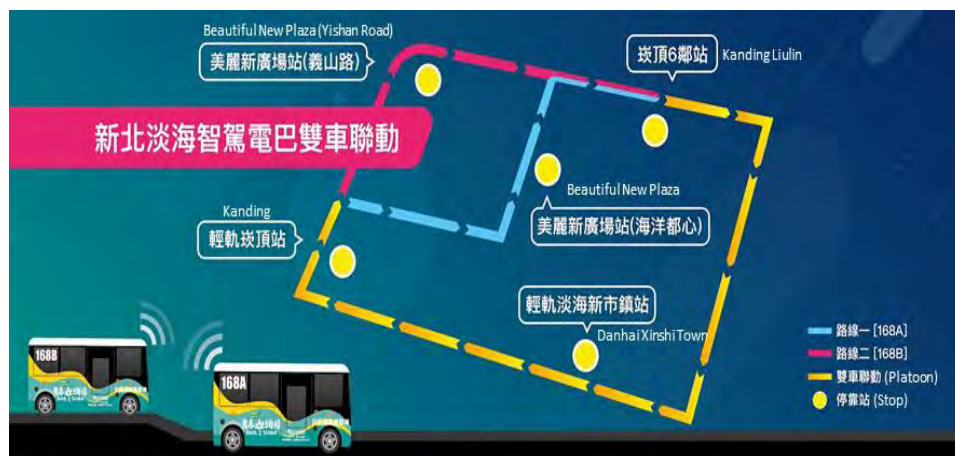 Beautiful New Plaza (Yishan Road)
美麗新廣場站(義山路)
崁頂6鄰站
Kanding Liulin
新北淡海智駕電巴雙車聯動
Beautiful New Plaza
美麗新廣場站(海洋都心)
Kanding
輕軌崁頂站
輕軌淡海新市鎮站
Danhai Xinshi Town
路線一 [168A]
路線二 [168B]
雙車聯動 (Platoon)
停靠站 (Stop)
168B
168A